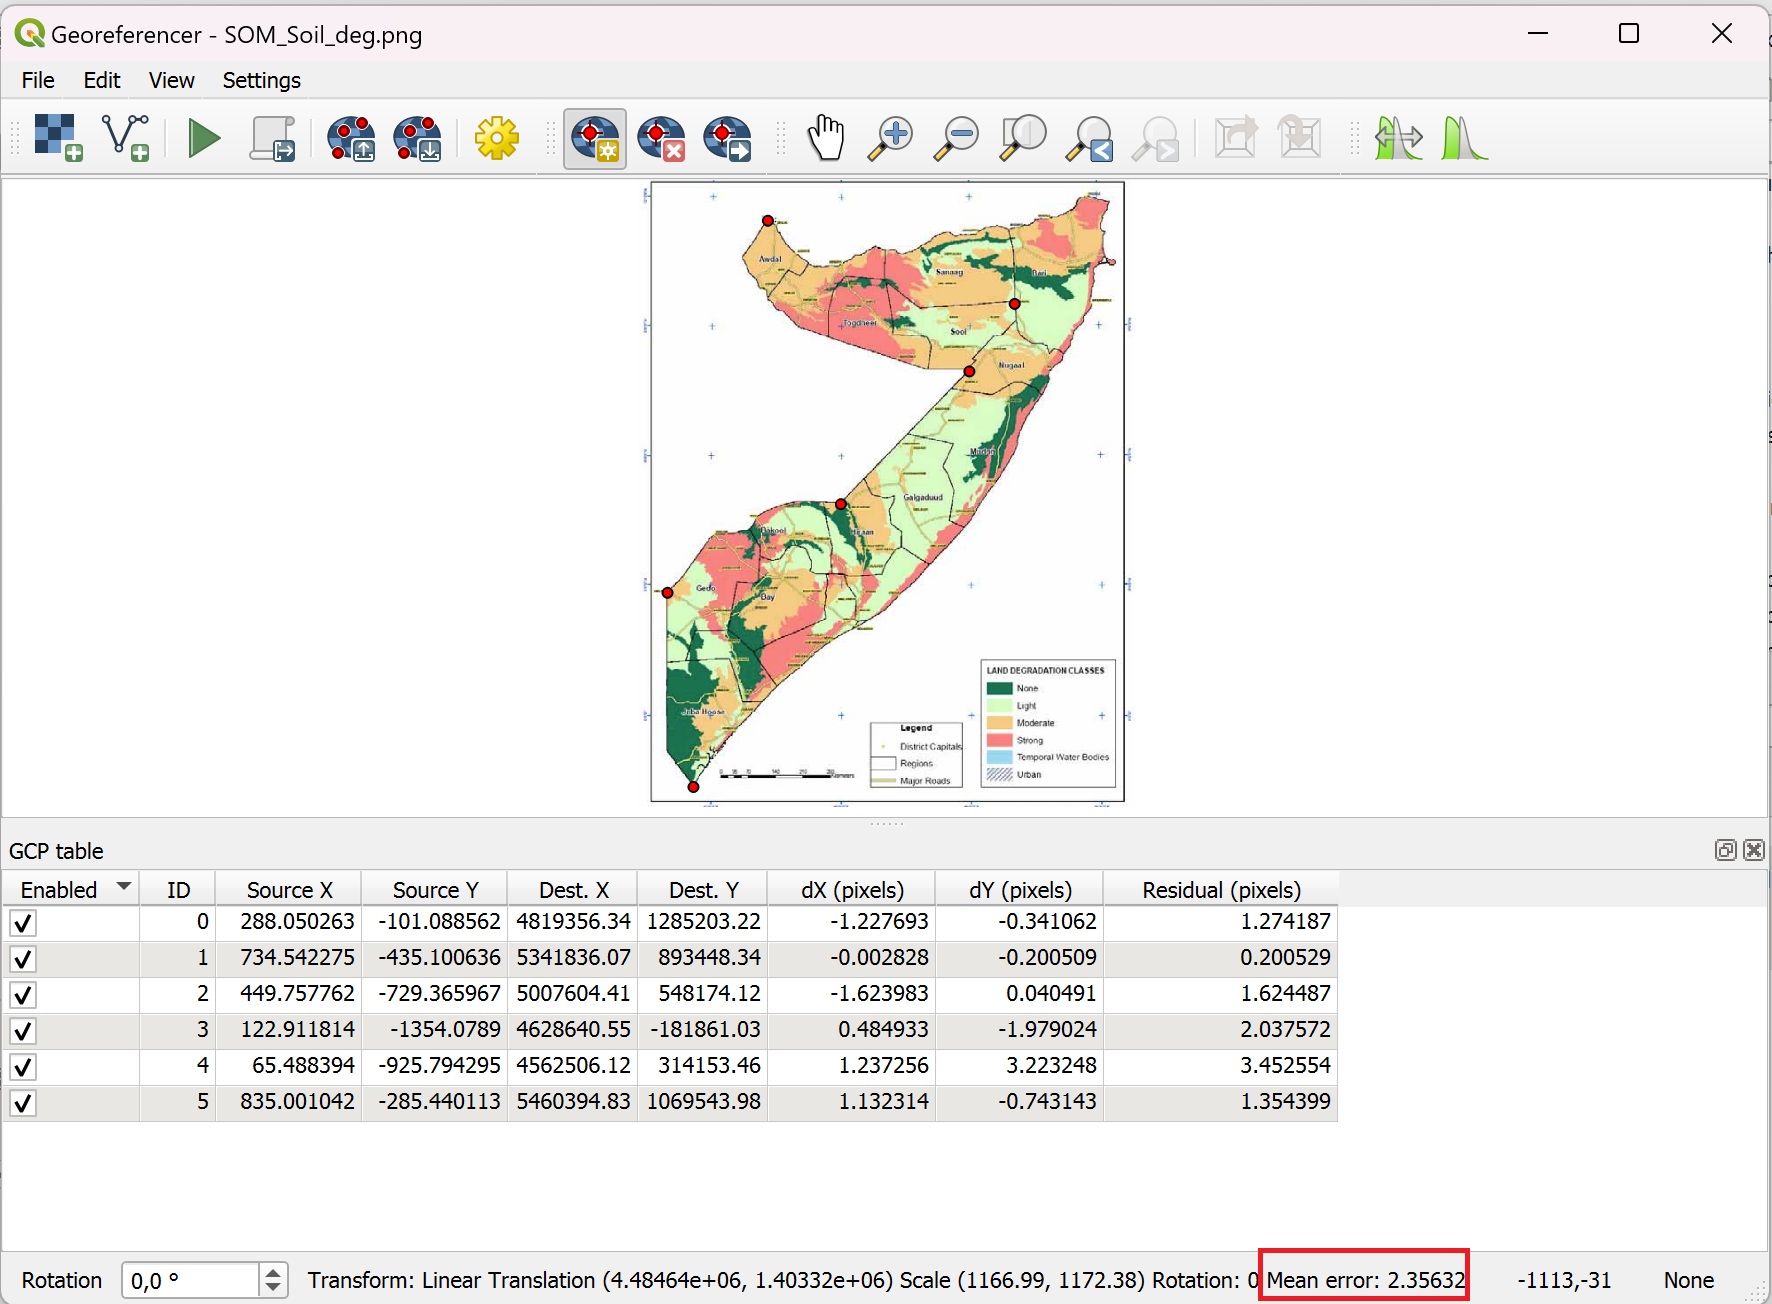 Georeferencer - SOM_Soil_deg.png
File Edit View Settings
Awdal
Sanaag
Bari
Togdheer
Sool
Nugaal
Mudug
Galgaduud
Bakool
Hiraan
Gedo
Bay
Juba Hoose
LAND DEGRADATION CLASSES
None
Light
Moderate
Strong
Temporal Water Bodies
Urban
Legend
District Capitals
Regions
Major Roads
GCP table
Enabled ID Source X Source Y Dest. X Dest. Y dX (pixels) dY (pixels) Residual (pixels)
0 288.050263 -101.088562 4819356.34 1285203.22 -1.227693 -0.341062 1.274187
1 734.542275 -435.100636 5341836.07 893448.34 -0.002828 -0.200509 0.200529
2 449.757762 -729.365967 5007604.41 548174.12 -1.623983 0.040491 1.624487
3 122.911814 -1354.0789 4628640.55 -181861.03 0.484933 -1.979024 2.037572
4 65.488394 -925.794295 4562506.12 314153.46 1.237256 3.223248 3.452554
5 835.001042 -285.440113 5460394.83 1069543.98 1.132314 -0.743143 1.354399
Rotation 0,0 ° Transform: Linear Translation (4.48464e+06, 1.40332e+06) Scale (1166.99, 1172.38) Rotation: 0 Mean error: 2.35632 -1113,-31 None